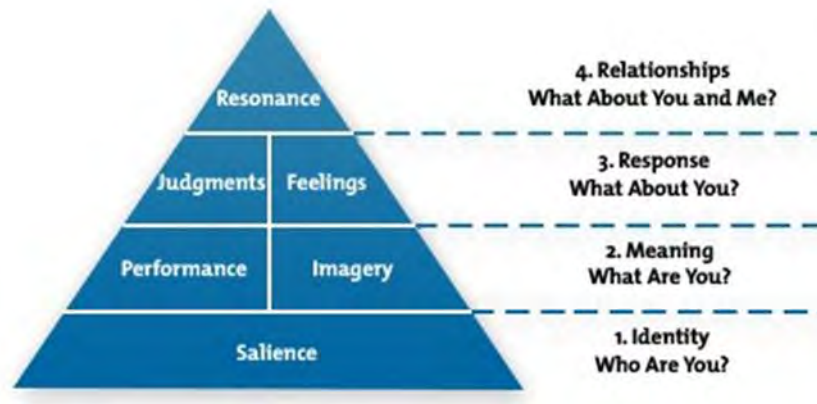 Resonance
4. Relationships
What About You and Me?
Judgments
Feelings
3. Response
What About You?
Performance
Imagery
2. Meaning
What Are You?
Salience
1. Identity
Who Are You?